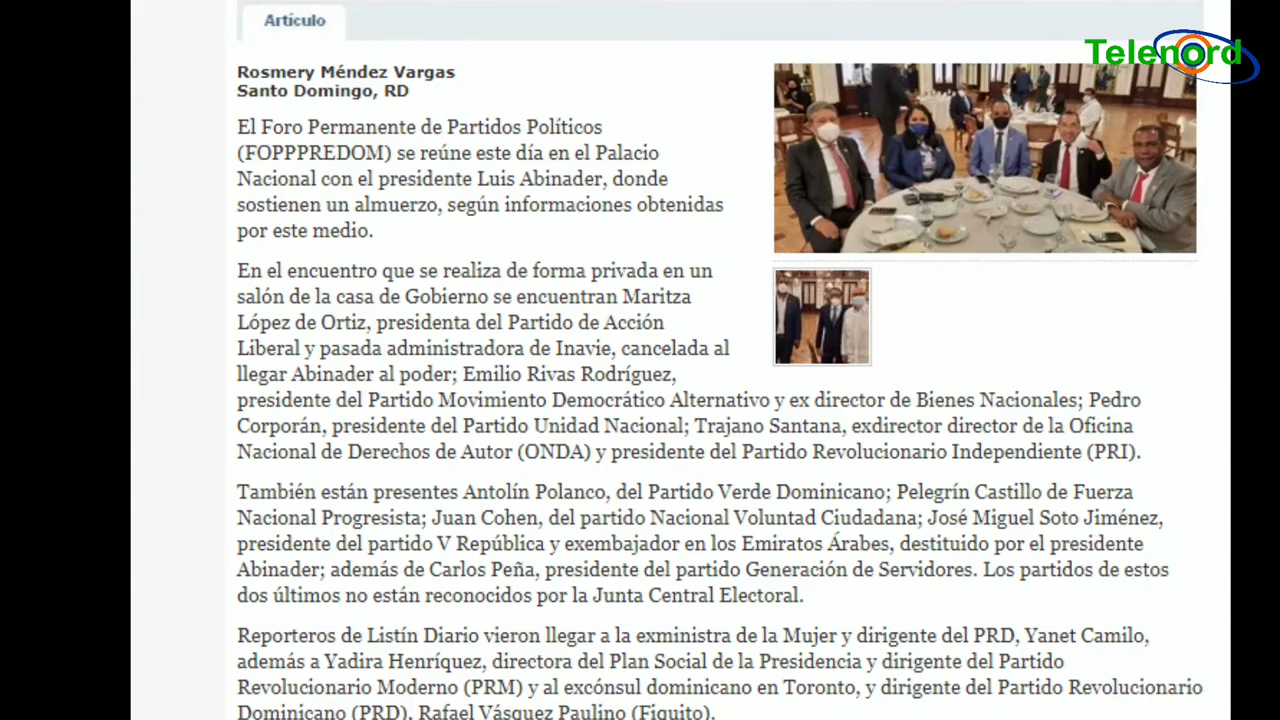 Artículo
Telenord
Rosmery Méndez Vargas
Santo Domingo, RD
El Foro Permanente de Partidos Políticos
(FOPPPREDOM) se reúne este día en el Palacio
Nacional con el presidente Luis Abinader, donde
sostienen un almuerzo, según informaciones obtenidas
por este medio.
En el encuentro que se realiza de forma privada en un
salón de la casa de Gobierno se encuentran Maritza
López de Ortiz, presidenta del Partido de Acción
Liberal y pasada administradora de Inavie, cancelada al
llegar Abinader al poder; Emilio Rivas Rodríguez,
presidente del Partido Movimiento Democrático Alternativo y ex director de Bienes Nacionales; Pedro
Corporán, presidente del Partido Unidad Nacional; Trajano Santana, exdirector director de la Oficina
Nacional de Derechos de Autor (ONDA) y presidente del Partido Revolucionario Independiente (PRI).
También están presentes Antolín Polanco, del Partido Verde Dominicano; Pelegrín Castillo de Fuerza
Nacional Progresista; Juan Cohen, del partido Nacional Voluntad Ciudadana; José Miguel Soto Jiménez,
presidente del partido V República y exembajador en los Emiratos Árabes, destituido por el presidente
Abinader; además de Carlos Peña, presidente del partido Generación de Servidores. Los partidos de estos
dos últimos no están reconocidos por la Junta Central Electoral.
Reporteros de Listín Diario vieron llegar a la exministra de la Mujer y dirigente del PRD, Yanet Camilo,
además a Yadira Henríquez, directora del Plan Social de la Presidencia y dirigente del Partido
Revolucionario Moderno (PRM) y al excónsul dominicano en Toronto, y dirigente del Partido Revolucionario
Dominicano (PRD), Rafael Vásquez Paulino (Fiquito).